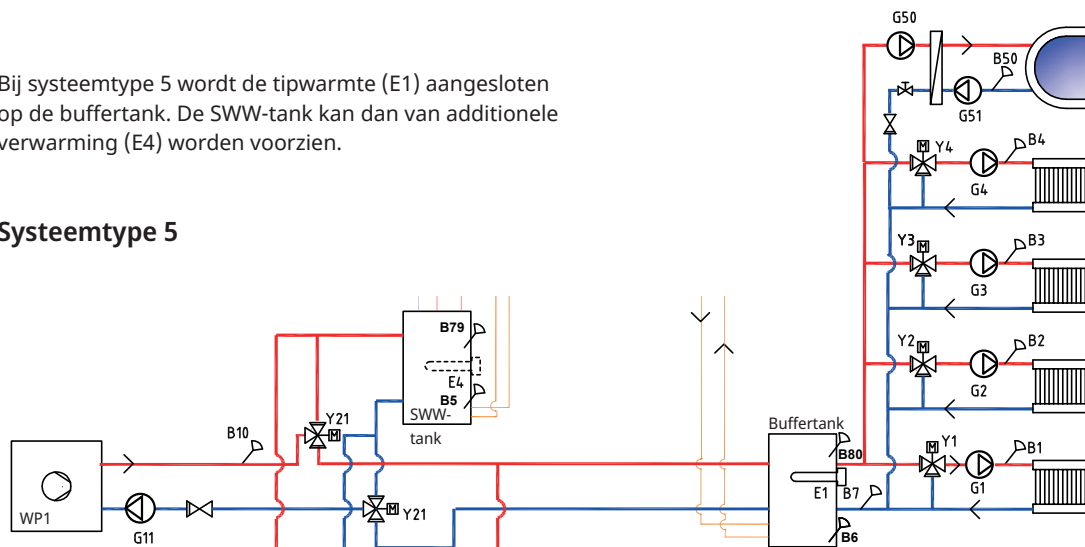 Bij systeemtype 5 wordt de tipwarmte (E1) aangesloten
op de buffertank. De SWW-tank kan dan van additionele
verwarming (E4) worden voorzien.
Systeemtype 5
G50
B50
G51
Y4
B4
G4
Y3
B3
G3
Y2
B2
G2
B79
E4
B5
SWW-
tank
Y21
M
B10
WP1
G11
Y21
M
Buffertank
B80
E1
B7
B6
M
Y1
B1
G1
M
M
M